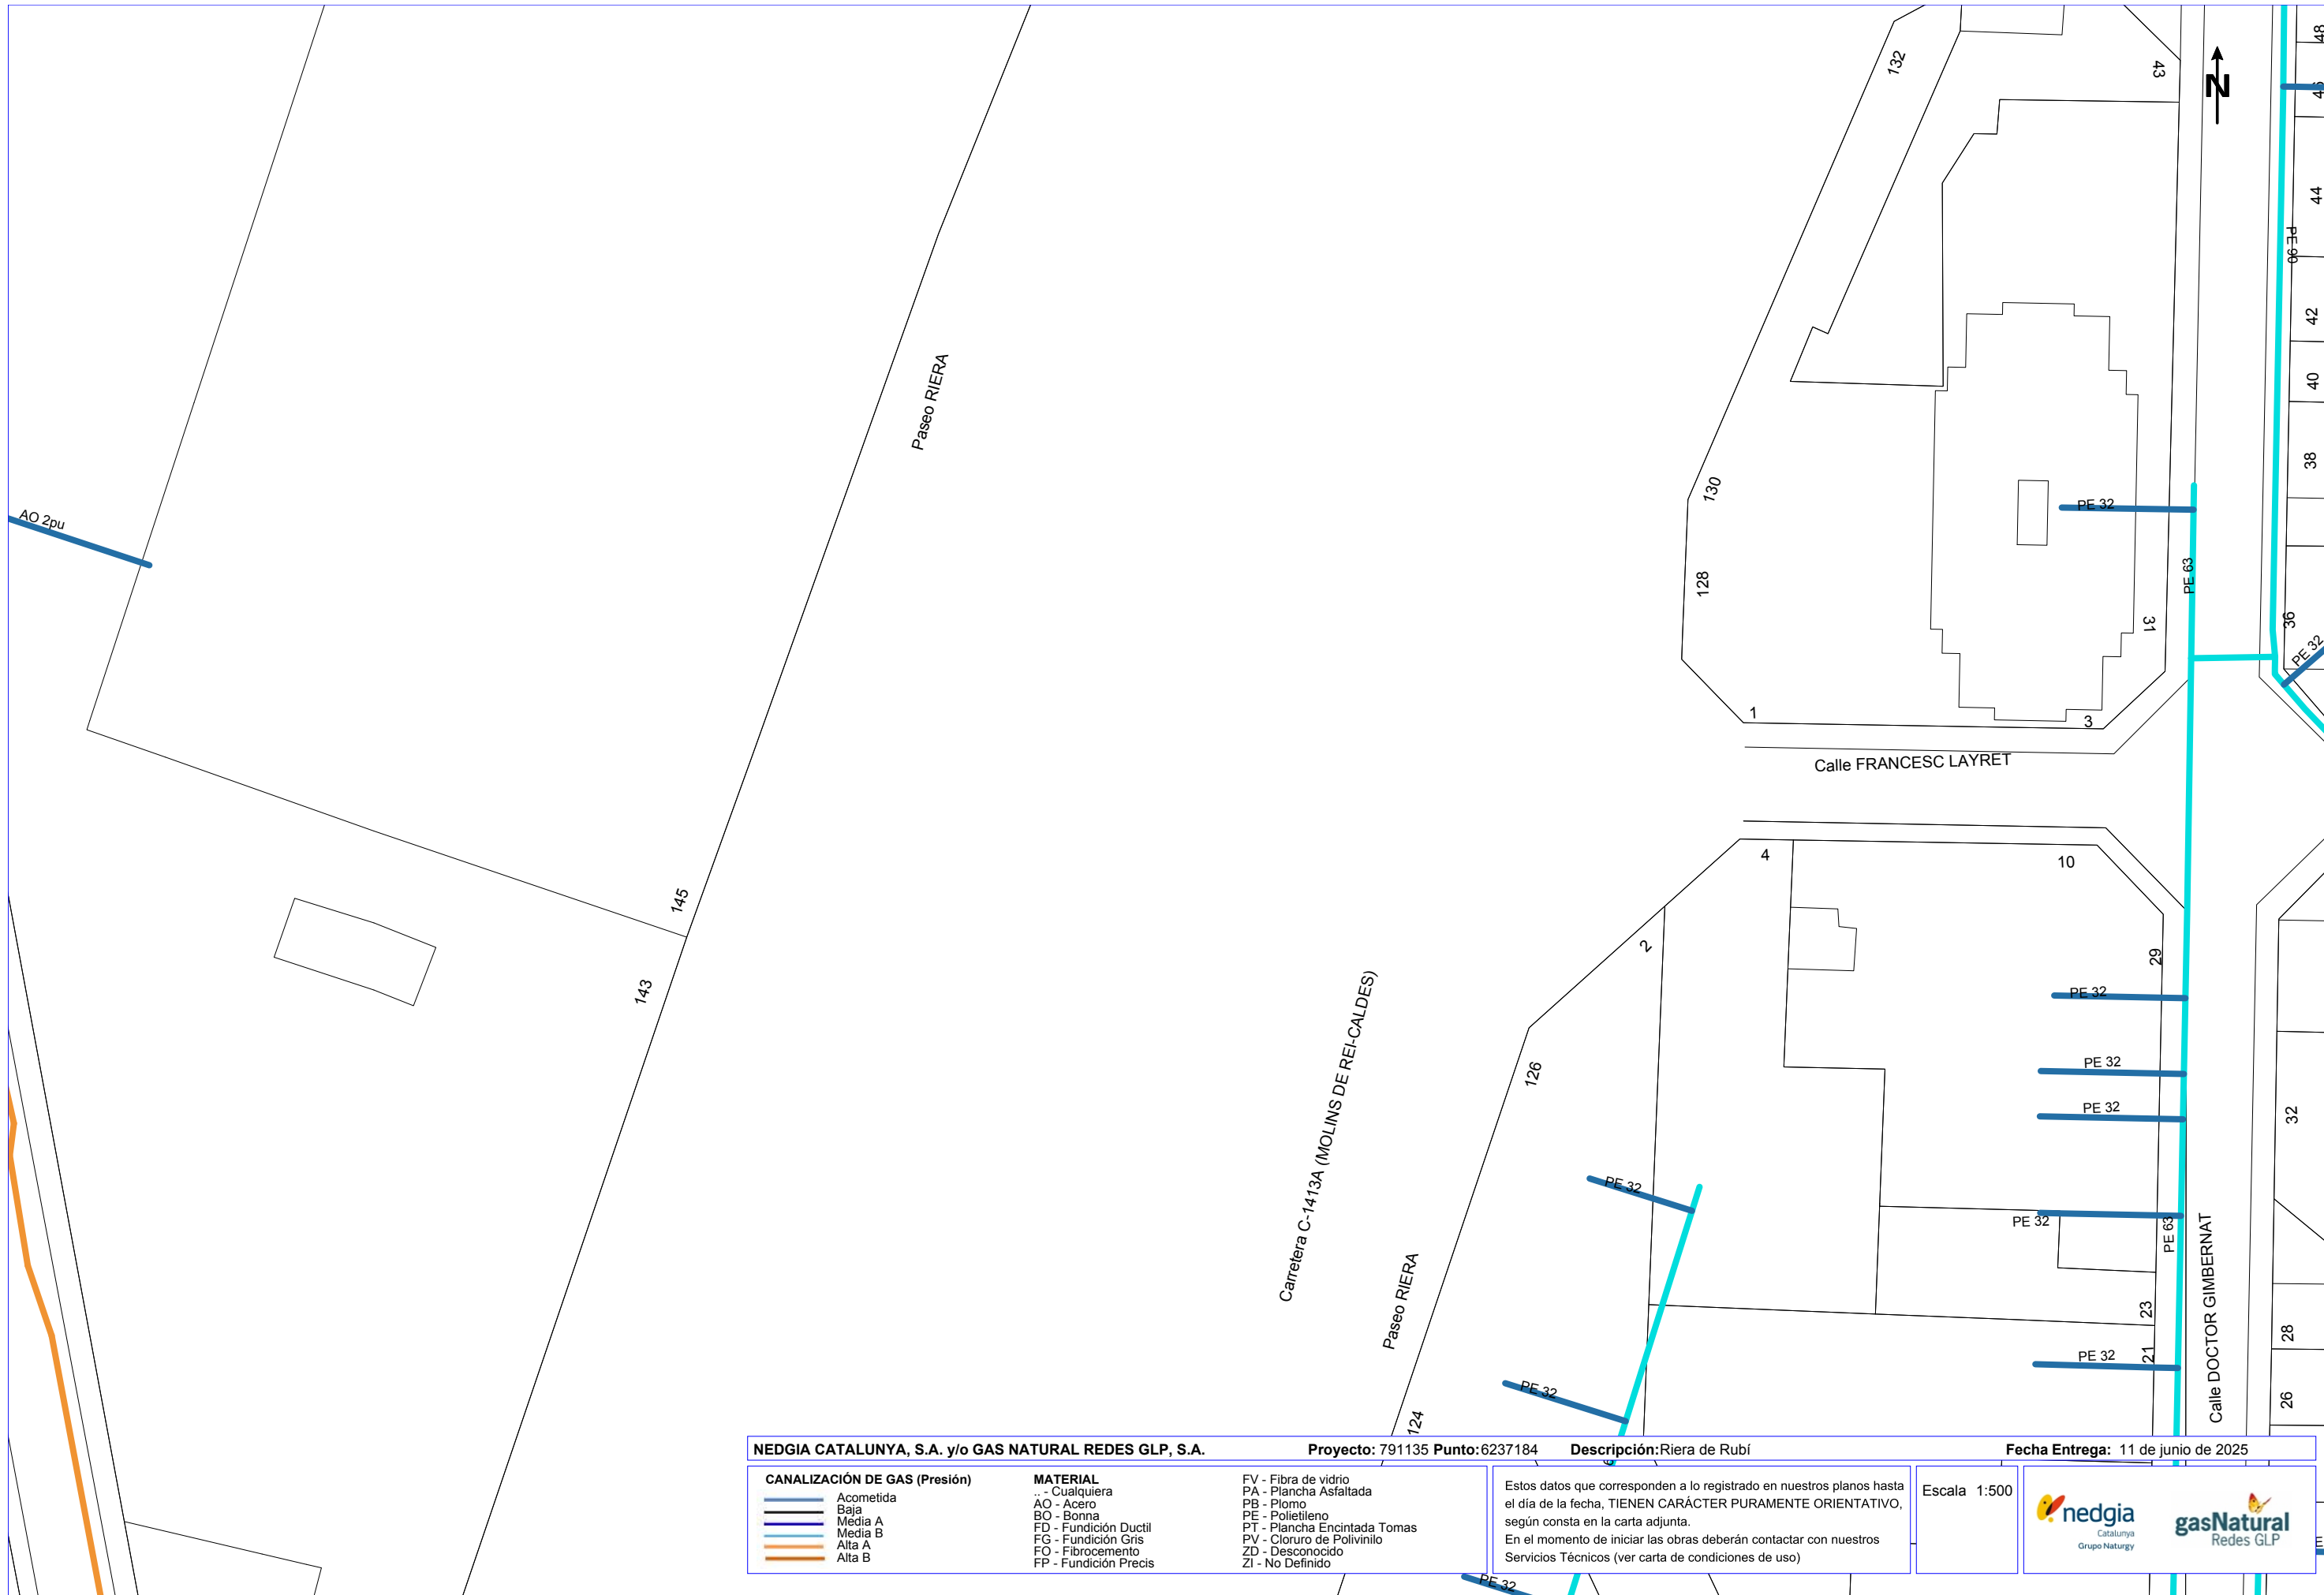 132
43
N
48
46
44
PE 90
42
40
38
Paseo RIERA
130
AO 2pu
PE 32
128
PE 63
31
36
PE 32
1
3
Calle FRANCESC LAYRET
4
10
145
2
29
143
PE 32
Carretera C-1413A (MOLINS DE REI-CALDES)
126
PE 32
PE 32
32
PE 32
PE 32
PE 63
Calle DOCTOR GIMBERNAT
Paseo RIERA
23
21
28
PE 32
PE 32
26
124
NEDGIA CATALUNYA, S.A. y/o GAS NATURAL REDES GLP, S.A. Proyecto: 791135 Punto:6237184 Descripción:Riera de Rubí Fecha Entrega: 11 de junio de 2025
CANALIZACIÓN DE GAS (Presión)
Acometida
Baja
Media A
Media B
Alta A
Alta B
MATERIAL
.. - Cualquiera
AO - Acero
BO - Bonna
FD - Fundición Ductil
FG - Fundición Gris
FO - Fibrocemento
FP - Fundición Precis
FV - Fibra de vidrio
PA - Plancha Asfaltada
PB - Plomo
PE - Polietileno
PT - Plancha Encintada Tomas
PV - Cloruro de Polivinilo
ZD - Desconocido
ZI - No Definido
Estos datos que corresponden a lo registrado en nuestros planos hasta
el día de la fecha, TIENEN CARÁCTER PURAMENTE ORIENTATIVO,
según consta en la carta adjunta.
En el momento de iniciar las obras deberán contactar con nuestros
Servicios Técnicos (ver carta de condiciones de uso)
Escala 1:500
nedgia
Catalunya
Grupo Naturgy
gasNatural
Redes GLP
PE 32